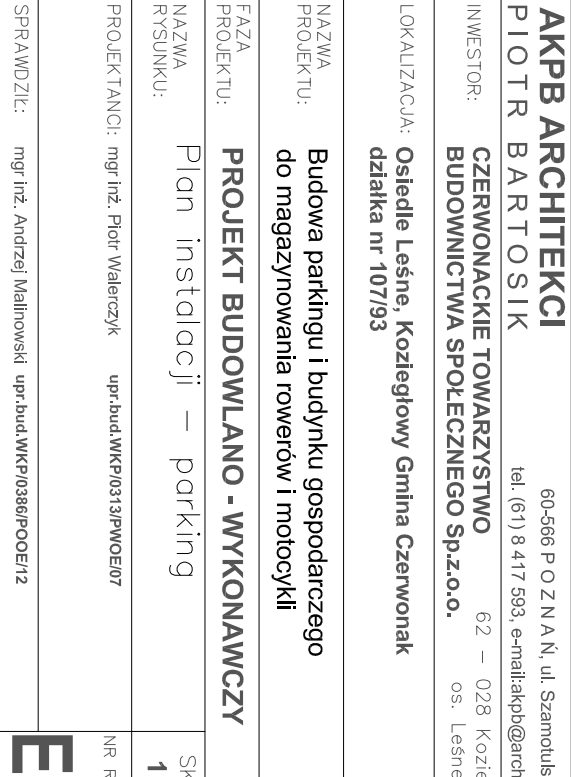 AKPB ARCHITEKCI
PIOTR BARTOSIK
60-566 POZNAŃ, ul. Szamotuls
tel. (61) 8 417 593, e-mail:akpb@arch
INWESTOR: CZERWONACKIE TOWARZYSTWO
BUDOWNICTWA SPOŁECZNEGO Sp.z.o.o.
62 - 028 Kozie
os. Leśne
LOKALIZACJA: Osiedle Leśne, Koziegłowy Gmina Czerwonak
działka nr 107/93
NAZWA
PROJEKTU:
Budowa parkingu i budynku gospodarczego
do magazynowania rowerów i motocykli
FAZA
PROJEKTU:
PROJEKT BUDOWLANO - WYKONAWCZY
NAZWA
RYSUNKU:
Plan instalacji — parking
Sk
1
PROJEKTANCI: mgr inż. Piotr Walerczyk upr.bud.WKP/0313/PWOE/07
NR R
SPRAWDZIŁ: mgr inż. Andrzej Malinowski upr.bud.WKP/0386/POOE/12
E